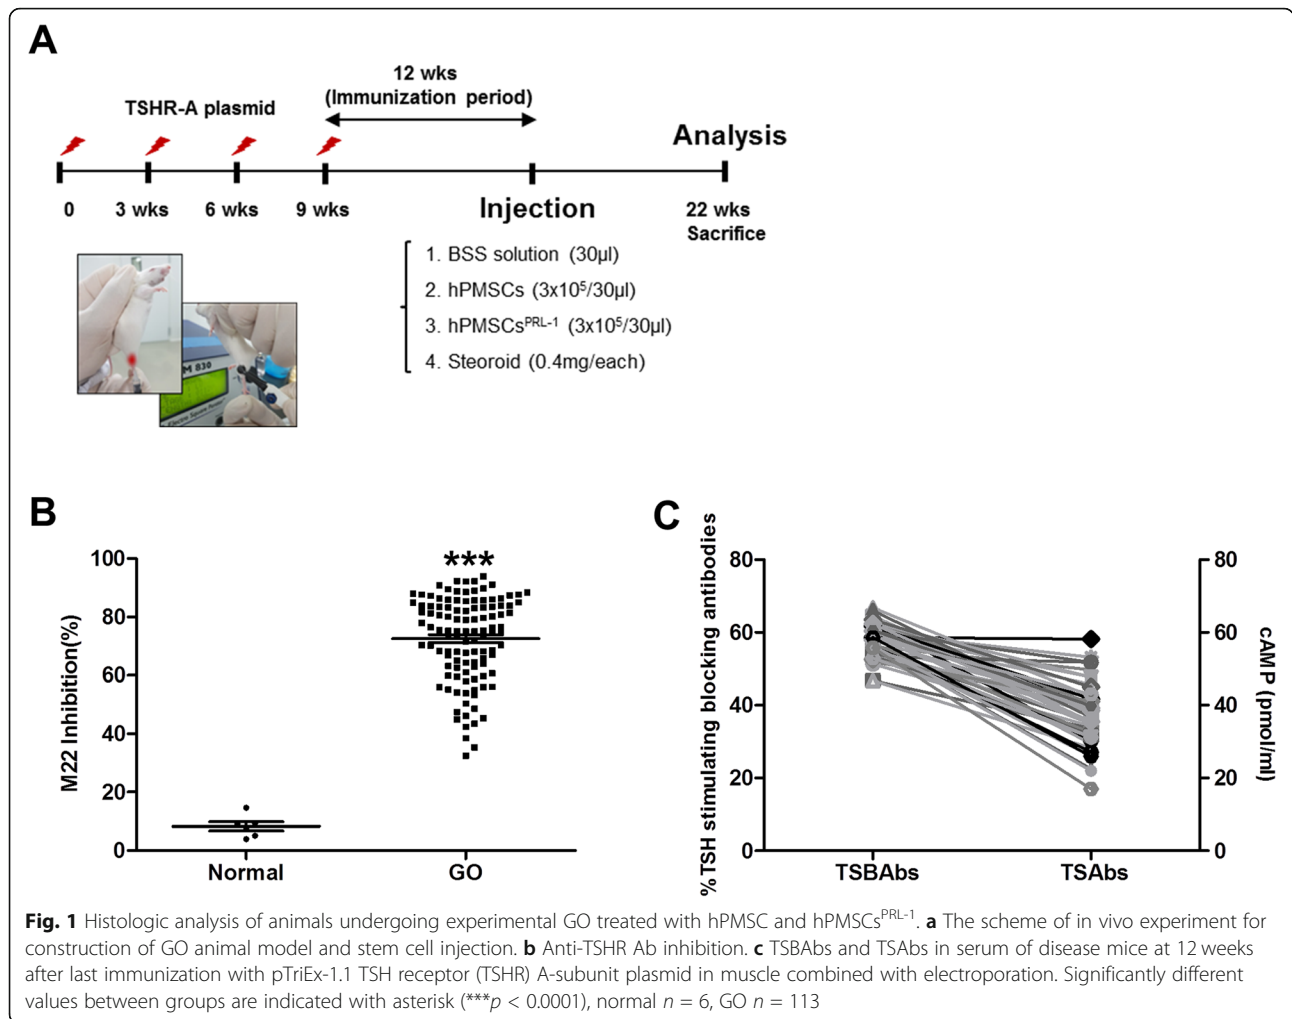 A
12 wks
(Immunization period)
TSHR-A plasmid
Analysis
0 3 wks 6 wks 9 wks Injection 22 wks
Sacrifice
1. BSS solution (30µl)
2. hPMSCs (3x10⁵/30µl)
3. hPMSCsᴾᴿᴸ⁻¹ (3x10⁵/30µl)
4. Steoroid (0.4mg/each)
M 830
B
M22 Inhibition(%)
100
80
60
40
20
0
***
Normal GO
C
%TSH stimulating blocking antibodies
80
60
40
20
0
TSBAbs TSAbs
80
60
40
20
0
cAMP (pmol/ml)
Fig. 1 Histologic analysis of animals undergoing experimental GO treated with hPMSC and hPMSCsᴾᴿᴸ⁻¹. a The scheme of in vivo experiment for
construction of GO animal model and stem cell injection. b Anti-TSHR Ab inhibition. c TSBAbs and TSAbs in serum of disease mice at 12 weeks
after last immunization with pTriEx-1.1 TSH receptor (TSHR) A-subunit plasmid in muscle combined with electroporation. Significantly different
values between groups are indicated with asterisk (***p < 0.0001), normal n = 6, GO n = 113